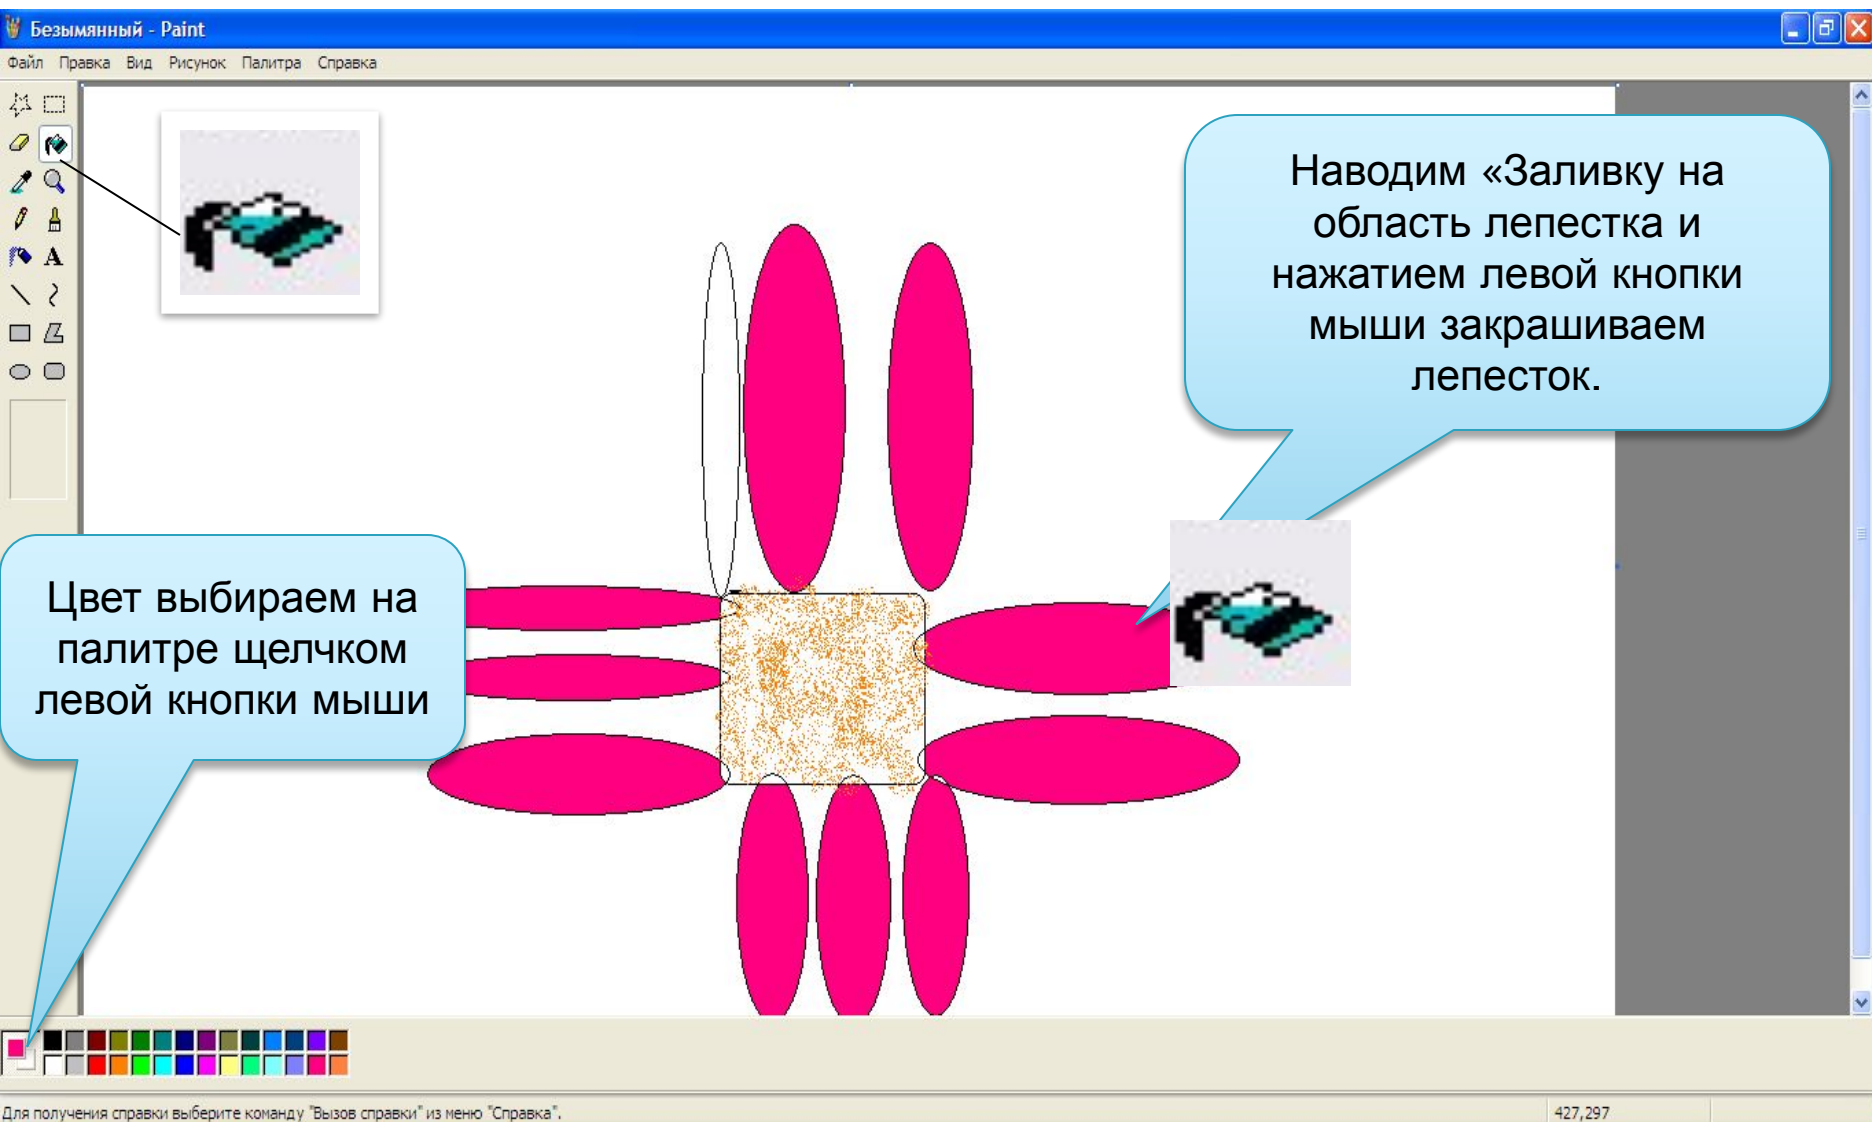 Безымянный - Paint
Файл Правка Вид Рисунок Палитра Справка
A
Наводим «Заливку на
область лепестка и
нажатием левой кнопки
мыши закрашиваем
лепесток.
Цвет выбираем на
палитре щелчком
левой кнопки мыши
Для получения справки выберите команду "Вызов справки" из меню "Справка".
427,297